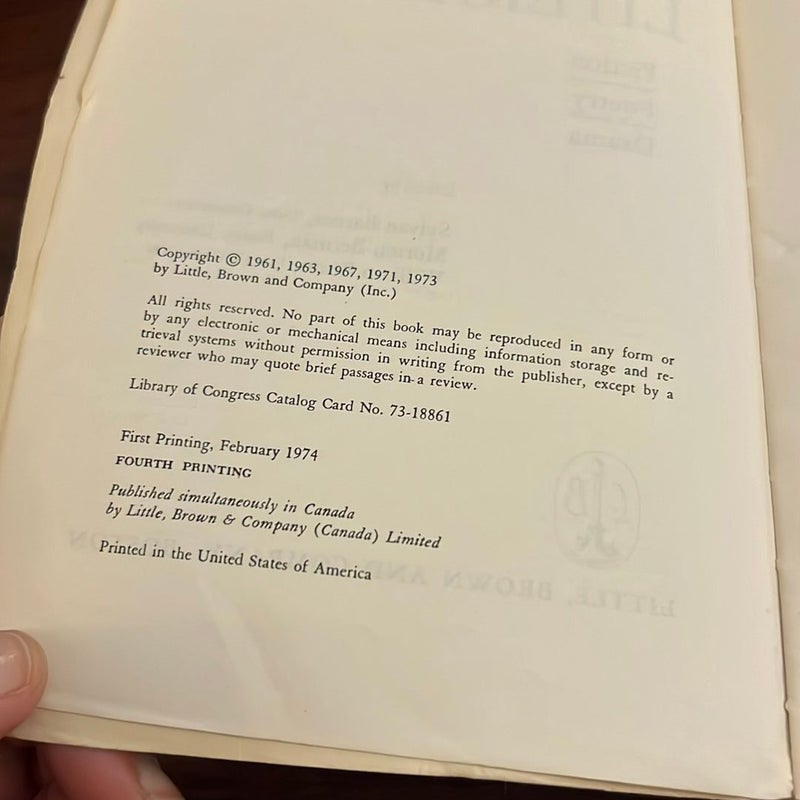 Copyright © 1961, 1963, 1967, 1971, 1973
by Little, Brown and Company (Inc.)
All rights reserved. No part of this book may be reproduced in any form or
by any electronic or mechanical means including information storage and re-
trieval systems without permission in writing from the publisher, except by a
reviewer who may quote brief passages in a review.
Library of Congress Catalog Card No. 73-18861
First Printing, February 1974
FOURTH PRINTING
Published simultaneously in Canada
by Little, Brown & Company (Canada) Limited
Printed in the United States of America